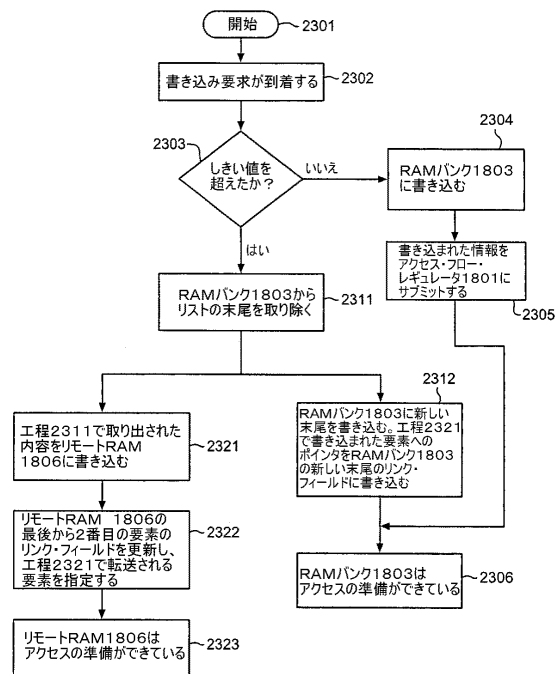 開始
2301
書き込み要求が到着する
2302
2303
しきい値を
超えたか？
いいえ
はい
2304
RAMバンク1803
に書き込む
書き込まれた情報を
アクセス・フロー・
レギュレータ1801に
サブミットする
2305
RAMバンク1803から
リストの末尾を取り除く
2311
2312
RAMバンク1803に新しい
末尾を書き込む。工程2321
で書き込まれた要素への
ポインタをRAMバンク1803
の新しい末尾のリンク・
フィールドに書き込む
工程2311で取り出された
内容をリモートRAM
1806に書き込む
2321
リモートRAM 1806の
最後から2番目の要素の
リンク・フィールドを更新し、
工程2321で転送される
要素を指定する
2322
RAMバンク1803は
アクセスの準備ができている
2306
リモートRAM1806は
アクセスの準備ができている
2323